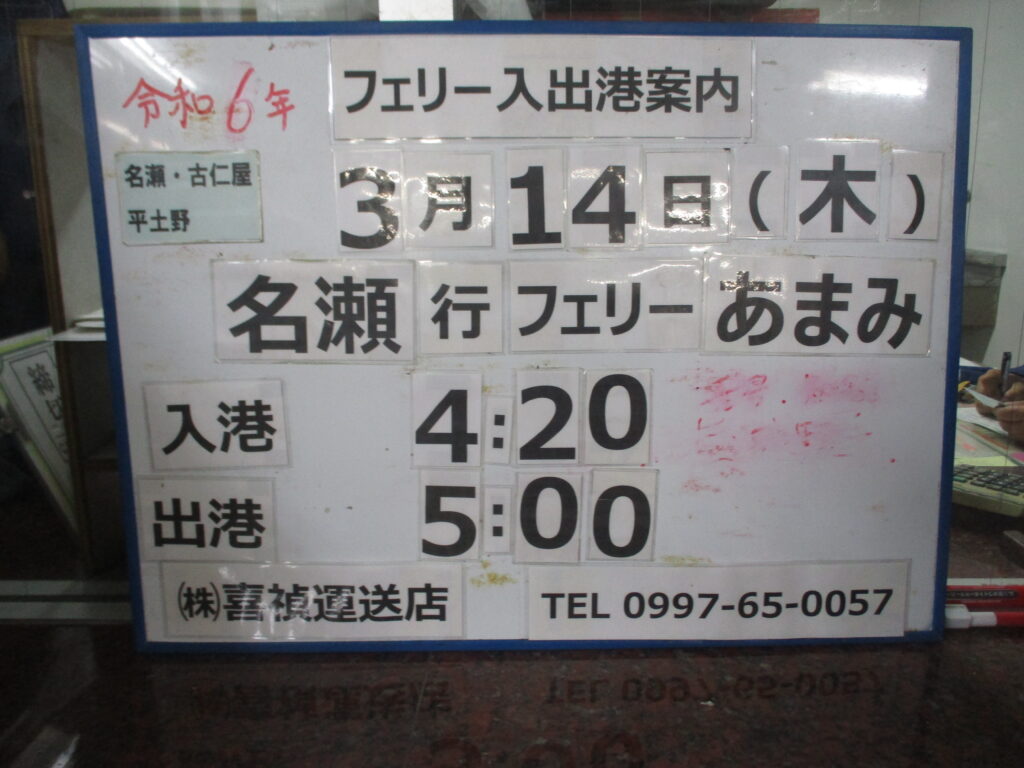 令和6年
フェリー入出港案内
名瀬・古仁屋
平土野
3月14日(木)
名瀬行フェリーあまみ
入港 4:20
出港 5:00
㈱喜禎運送店
TEL 0997-65-0057